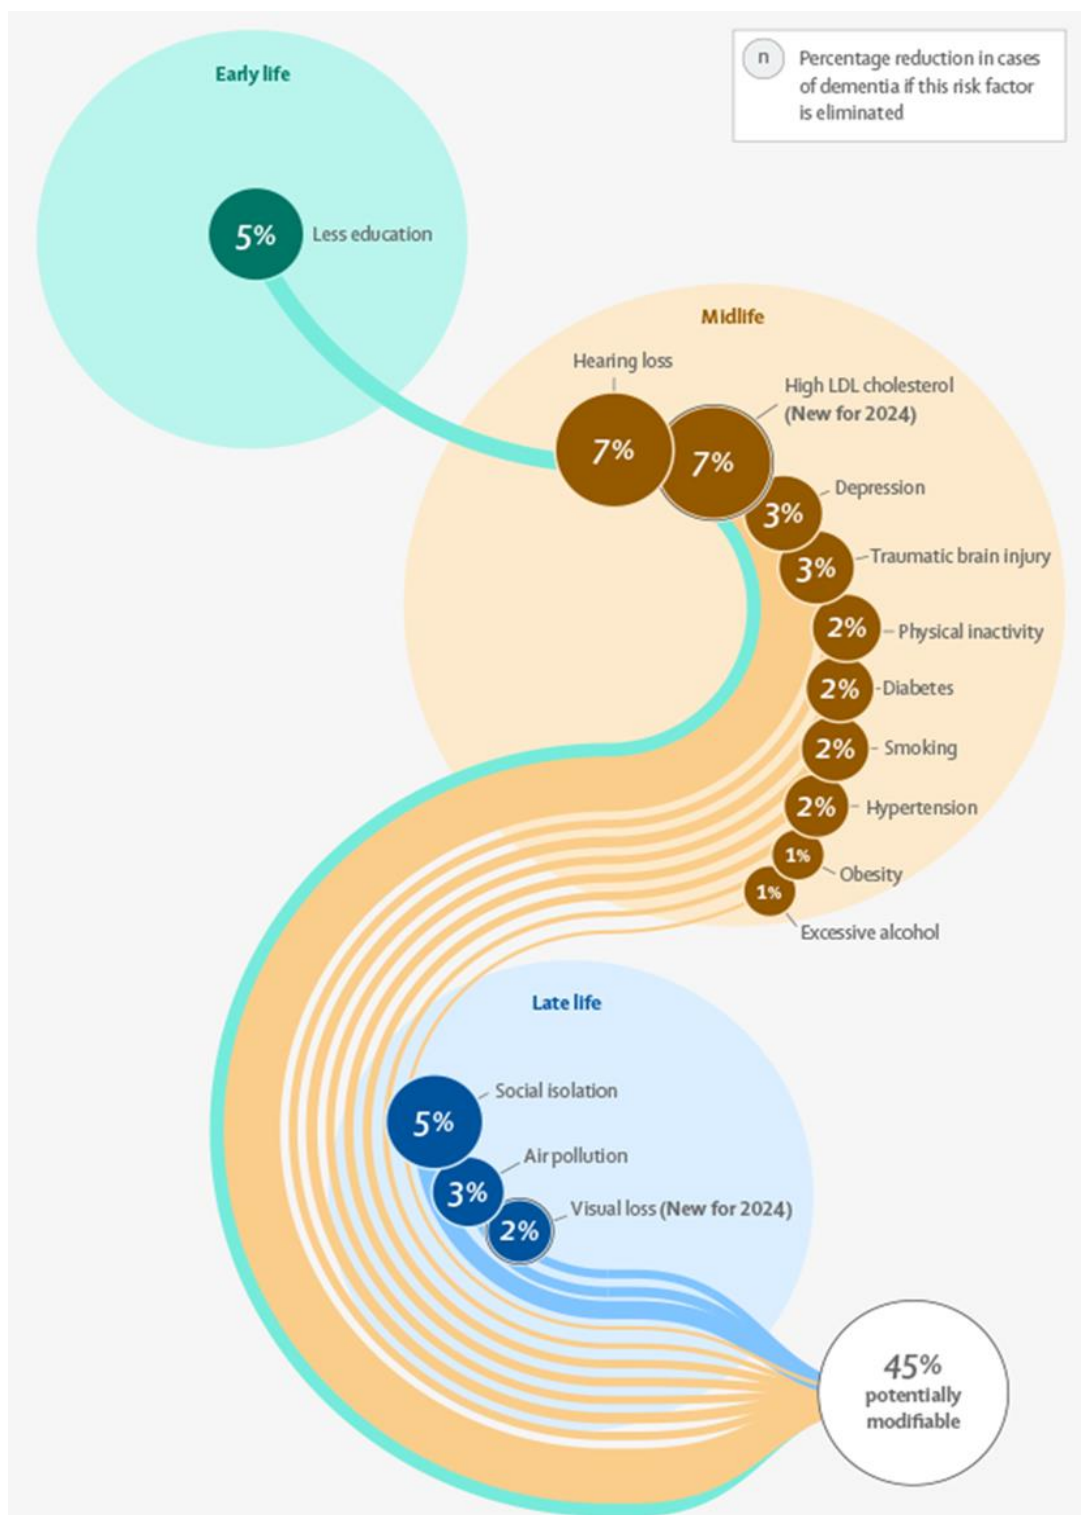 Early life
n
Percentage reduction in cases
of dementia if this risk factor
is eliminated
5%
Less education
Midlife
Hearing loss
7%
High LDL cholesterol
(New for 2024)
7%
Depression
3%
Traumatic brain injury
3%
Physical inactivity
2%
Diabetes
2%
Smoking
2%
Hypertension
2%
Obesity
1%
Excessive alcohol
1%
Late life
Social isolation
5%
Air pollution
3%
Visual loss (New for 2024)
2%
45%
potentially
modifiable